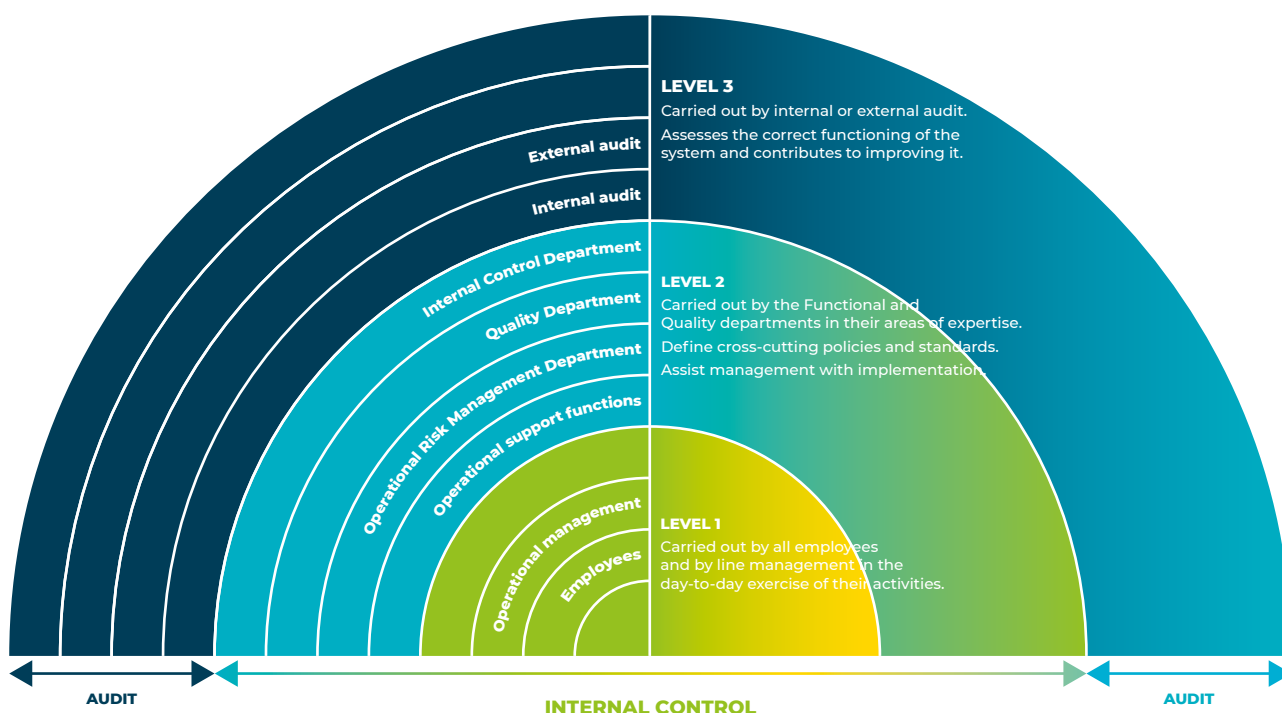 External audit
Internal audit
Internal Control Department
Quality Department
Operational Risk Management Department
Operational support functions
Operational management
Employees
LEVEL 3
Carried out by internal or external audit.
Assesses the correct functioning of the
system and contributes to improving it.
LEVEL 2
Carried out by the Functional and
Quality departments in their areas of expertise.
Define cross-cutting policies and standards.
Assist management with implementation.
LEVEL 1
Carried out by all employees
and by line management in the
day-to-day exercise of their activities.
AUDIT
INTERNAL CONTROL
AUDIT